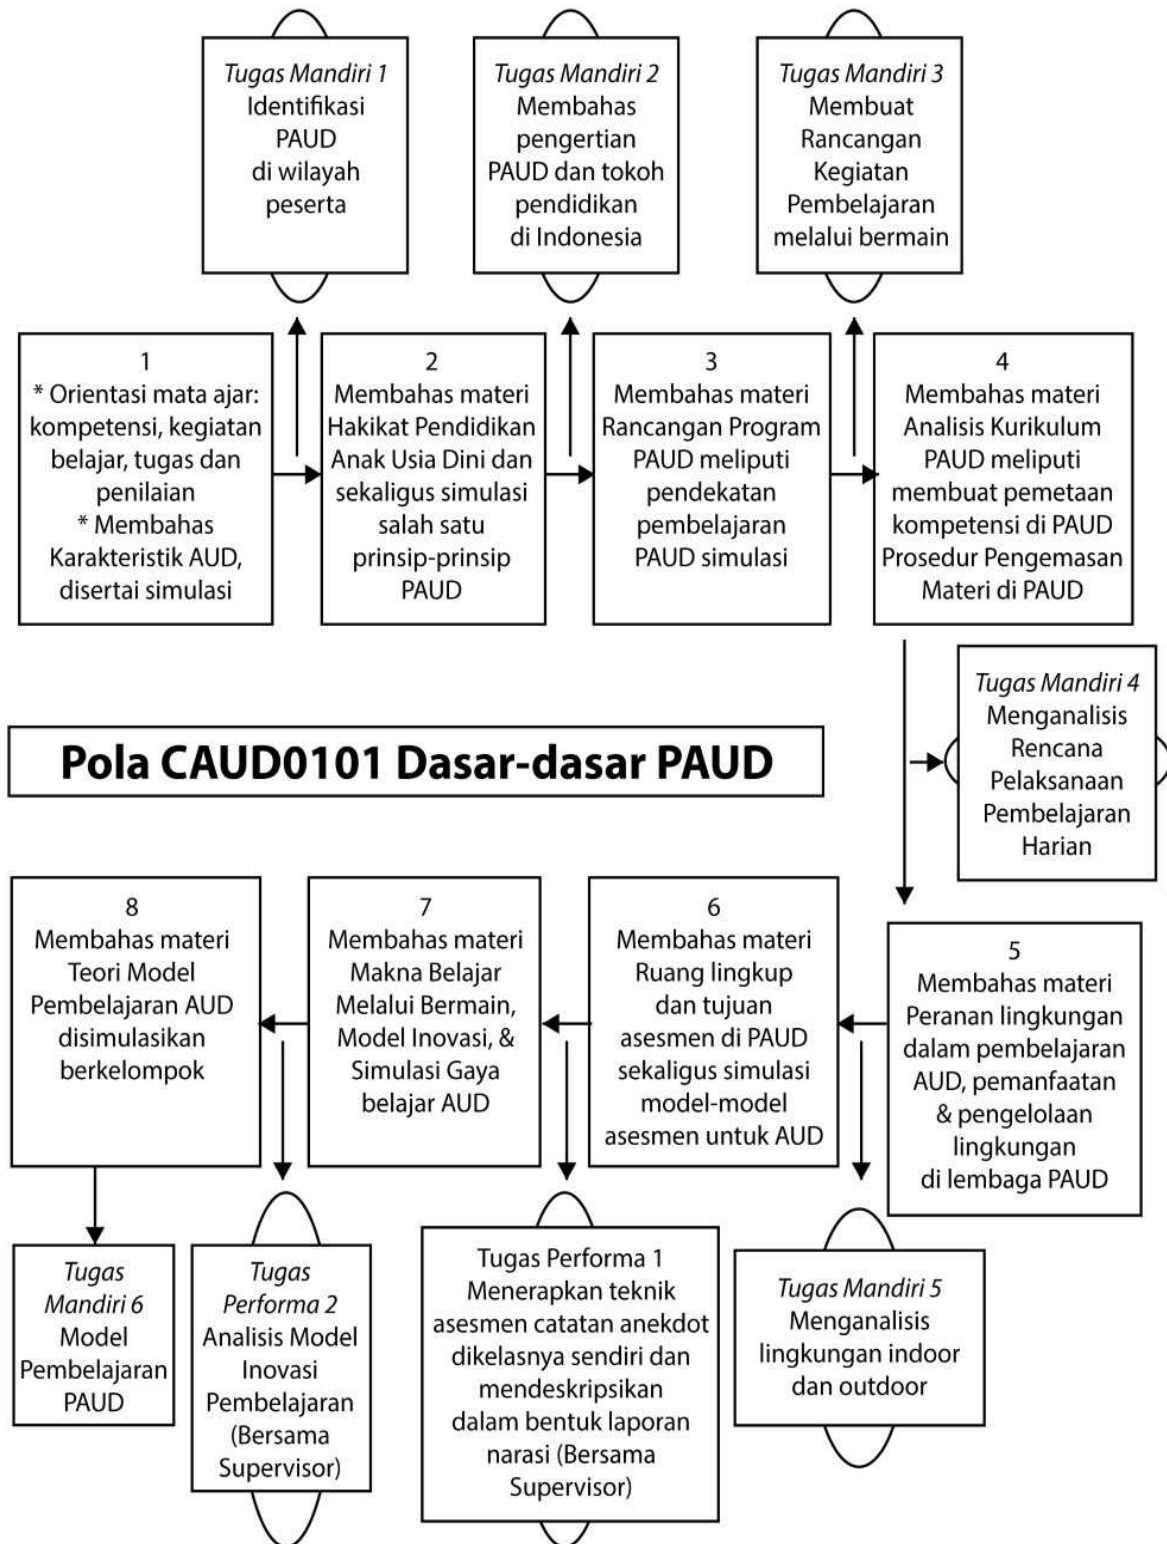 Tugas Mandiri 1
Identifikasi
PAUD
di wilayah
peserta
Tugas Mandiri 2
Membahas
pengertian
PAUD dan tokoh
pendidikan
di Indonesia
Tugas Mandiri 3
Membuat
Rancangan
Kegiatan
Pembelajaran
melalui bermain
1
* Orientasi mata ajar:
kompetensi, kegiatan
belajar, tugas dan
penilaian
* Membahas
Karakteristik AUD,
disertai simulasi
2
Membahas materi
Hakikat Pendidikan
Anak Usia Dini dan
sekaligus simulasi
salah satu
prinsip-prinsip
PAUD
3
Membahas materi
Rancangan Program
PAUD meliputi
pendekatan
pembelajaran
PAUD simulasi
4
Membahas materi
Analisis Kurikulum
PAUD meliputi
membuat pemetaan
kompetensi di PAUD
Prosedur Pengemasan
Materi di PAUD
Tugas Mandiri 4
Menganalisis
Rencana
Pelaksanaan
Pembelajaran
Harian
Pola CAUD0101 Dasar-dasar PAUD
5
Membahas materi
Peranan lingkungan
dalam pembelajaran
AUD, pemanfaatan
& pengelolaan
lingkungan
di lembaga PAUD
6
Membahas materi
Ruang lingkup
dan tujuan
asesmen di PAUD
sekaligus simulasi
model-model
asesmen untuk AUD
7
Membahas materi
Makna Belajar
Melalui Bermain,
Model Inovasi, &
Simulasi Gaya
belajar AUD
8
Membahas materi
Teori Model
Pembelajaran AUD
disimulasikan
berkelompok
Tugas Mandiri 5
Menganalisis
lingkungan indoor
dan outdoor
Tugas Performa 1
Menerapkan teknik
asesmen catatan anekdot
dikelasnya sendiri dan
mendeskripsikan
dalam bentuk laporan
narasi (Bersama
Supervisor)
Tugas
Performa 2
Analisis Model
Inovasi
Pembelajaran
(Bersama
Supervisor)
Tugas
Mandiri 6
Model
Pembelajaran
PAUD